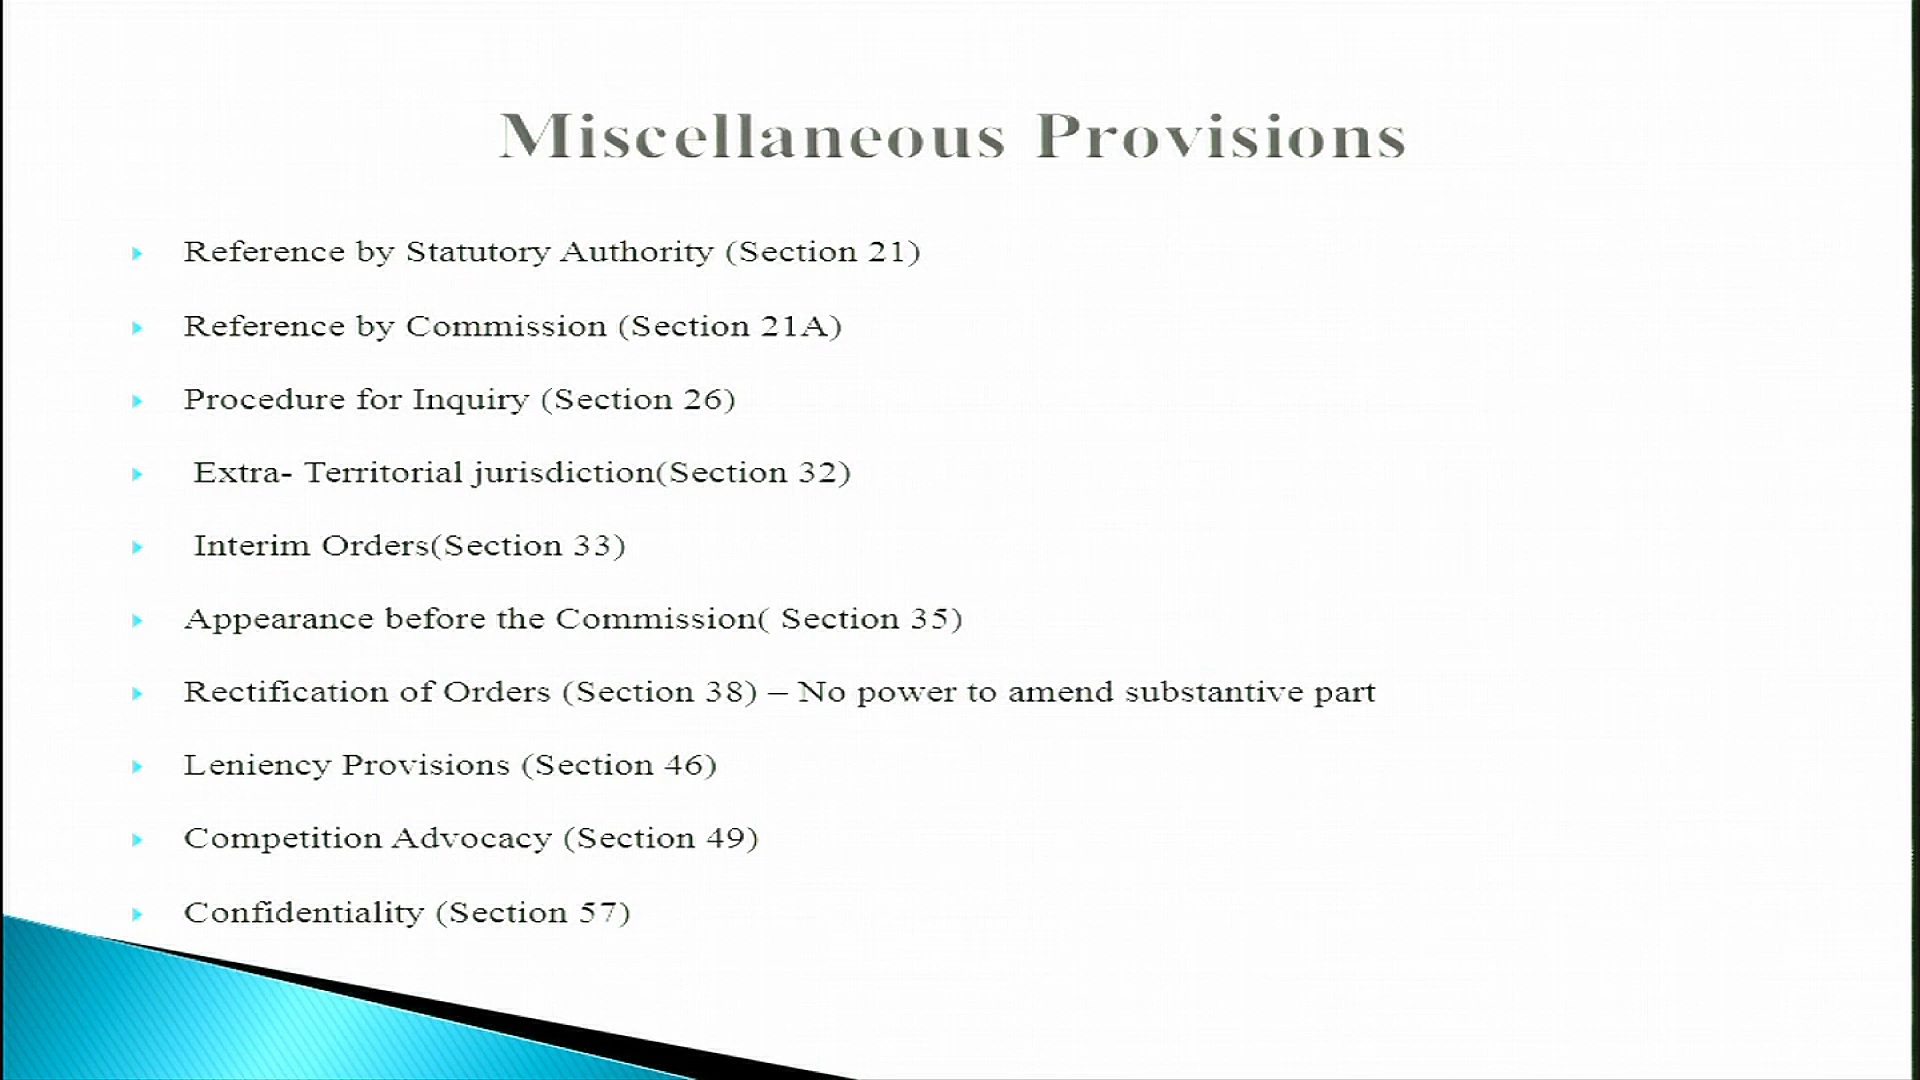 Miscellaneous Provisions
Reference by Statutory Authority (Section 21)
Reference by Commission (Section 21A)
Procedure for Inquiry (Section 26)
Extra- Territorial jurisdiction(Section 32)
Interim Orders(Section 33)
Appearance before the Commission( Section 35)
Rectification of Orders (Section 38) – No power to amend substantive part
Leniency Provisions (Section 46)
Competition Advocacy (Section 49)
Confidentiality (Section 57)